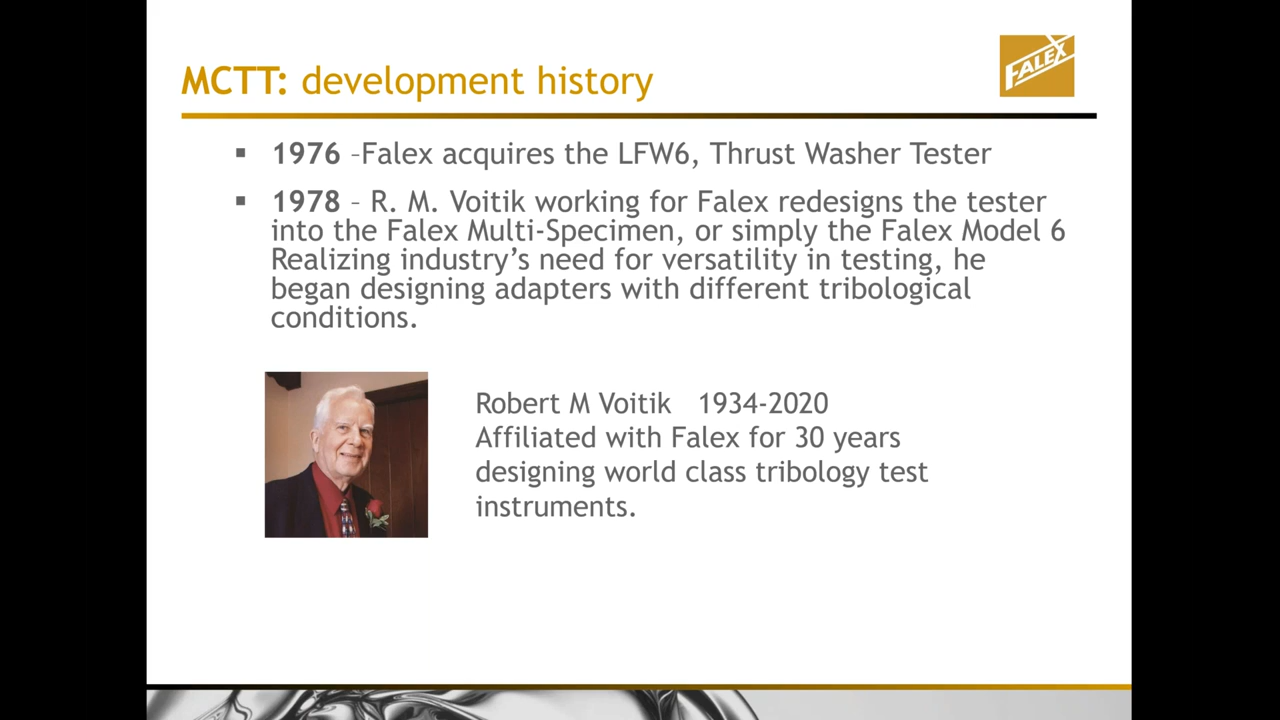 MCTT: development history
FALEX
▪ 1976 –Falex acquires the LFW6, Thrust Washer Tester
▪ 1978 – R. M. Voitik working for Falex redesigns the tester
into the Falex Multi-Specimen, or simply the Falex Model 6
Realizing industry’s need for versatility in testing, he
began designing adapters with different tribological
conditions.
Robert M Voitik 1934-2020
Affiliated with Falex for 30 years
designing world class tribology test
instruments.